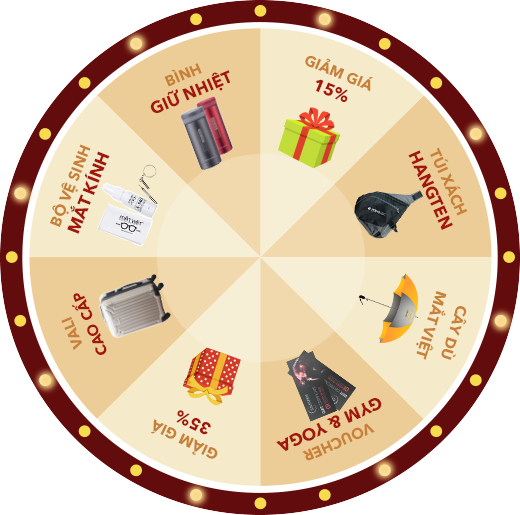 GIẢM GIÁ
15%
TÚI XÁCH
HANGTEN
CÂY DÙ
MẮT VIỆT
VOUCHER
GYM & YOGA
GIẢM GIÁ
35%
VALI
CAO CẤP
BỘ VỆ SINH
MẮT KÍNH
BÌNH
GIỮ NHIỆT